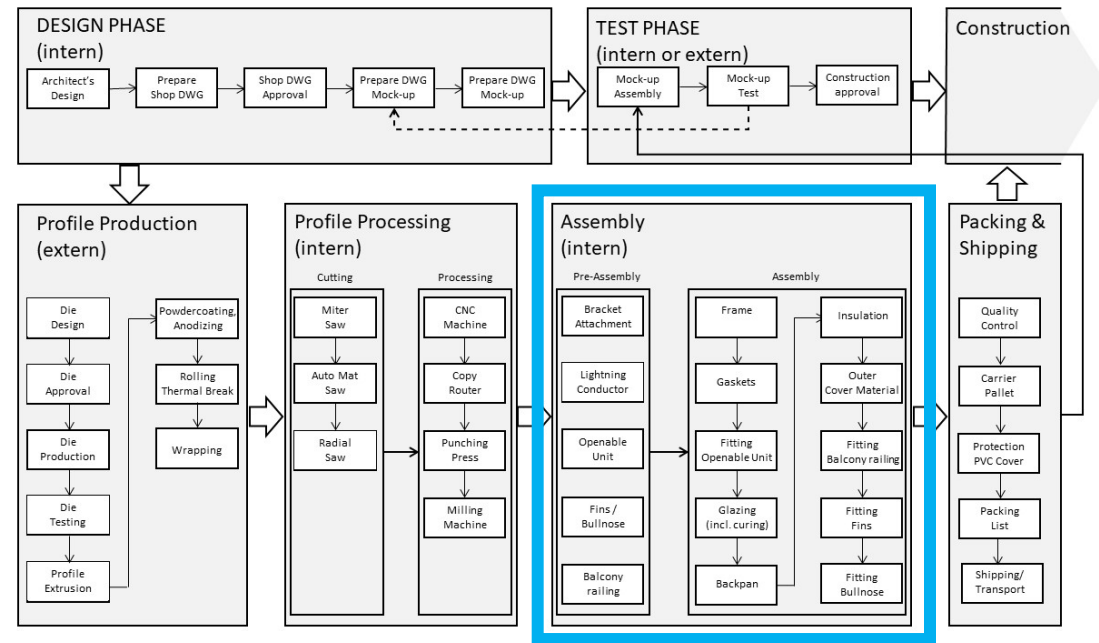 DESIGN PHASE
(intern)
Architect's
Design
Prepare
Shop DWG
Shop DWG
Approval
Prepare DWG
Mock-up
Prepare DWG
Mock-up
TEST PHASE
(intern or extern)
Mock-up
Assembly
Mock-up
Test
Construction
approval
Construction
Profile Production
(extern)
Die
Design
Die
Approval
Die
Production
Die
Testing
Profile
Extrusion
Powdercoating,
Anodizing
Rolling
Thermal Break
Wrapping
Profile Processing
(intern)
Cutting
Miter
Saw
Auto Mat
Saw
Radial
Saw
Processing
CNC
Machine
Copy
Router
Punching
Press
Milling
Machine
Assembly
(intern)
Pre-Assembly
Bracket
Attachment
Lightning
Conductor
Openable
Unit
Fins /
Bullnose
Balcony
railing
Assembly
Frame
Gaskets
Fitting
Openable Unit
Glazing
(incl. curing)
Backpan
Insulation
Outer
Cover Material
Fitting
Balcony railing
Fitting
Fins
Fitting
Bullnose
Packing &
Shipping
Quality
Control
Carrier
Pallet
Protection
PVC Cover
Packing
List
Shipping/
Transport